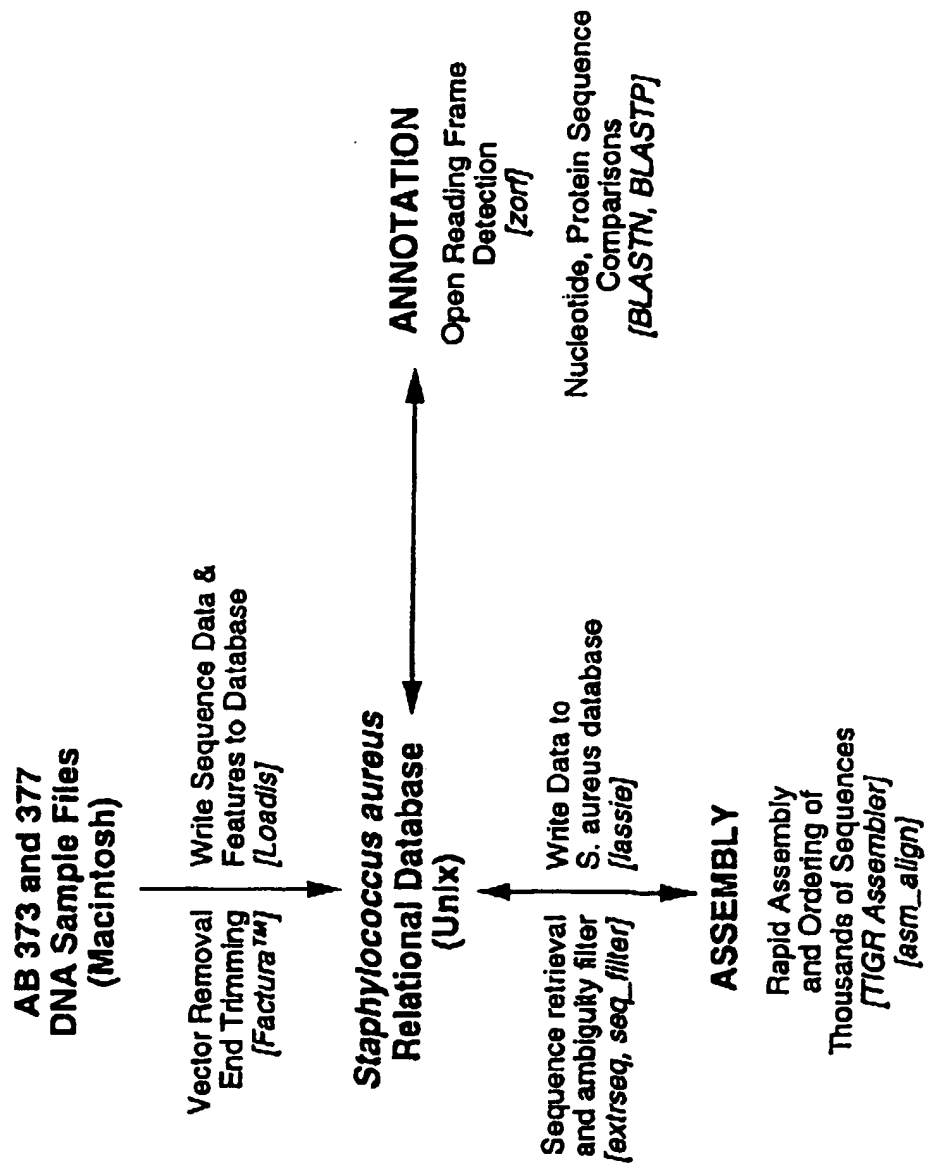 AB 373 and 377
DNA Sample Files
(Macintosh)
Vector Removal
End Trimming
[Factura™]
Write Sequence Data &
Features to Database
[Loadis]
Staphylococcus aureus
Relational Database
(Unix)
ANNOTATION
Open Reading Frame
Detection
[zorf]
Nucleotide, Protein Sequence
Comparisons
[BLASTN, BLASTP]
Sequence retrieval
and ambiguity filter
[extrseq, seq_filter]
Write Data to
S. aureus database
[lassie]
ASSEMBLY
Rapid Assembly
and Ordering of
Thousands of Sequences
[TIGR Assembler]
[asm_align]